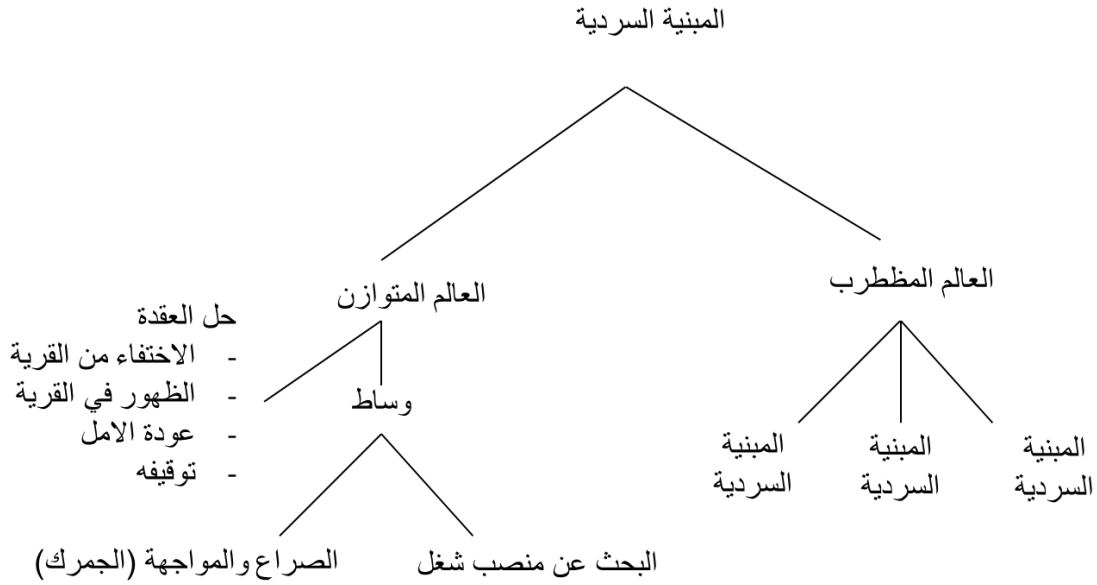 المبنية السردية
العالم المظطرب
العالم المتوازن
المبنية
السردية
المبنية
السردية
المبنية
السردية
وساط
حل العقدة
- الاختفاء من القرية
- الظهور في القرية
- عودة الامل
- توقيفه
البحث عن منصب شغل
الصراع والمواجهة (الجمرك)